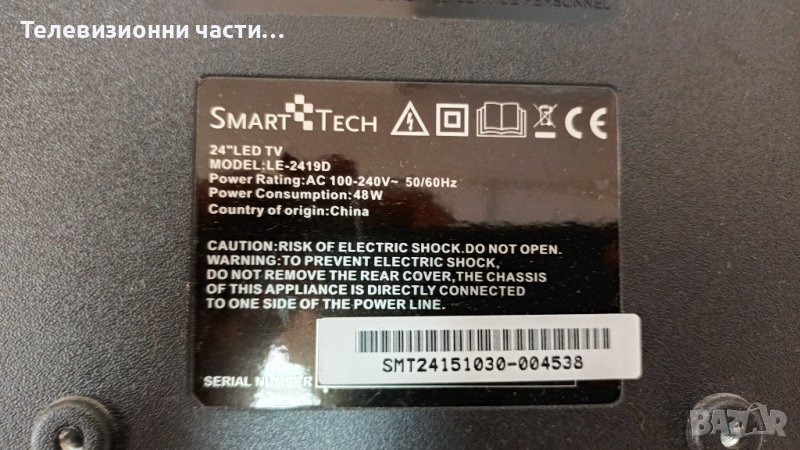 Телевизионни части...
SERVICE PERSONNEL
SMART TECH
24"LED TV
MODEL:LE-2419D
Power Rating:AC 100-240V~ 50/60Hz
Power Consumption:48W
Country of origin:China
CAUTION:RISK OF ELECTRIC SHOCK.DO NOT OPEN.
WARNING:TO PREVENT ELECTRIC SHOCK,
DO NOT REMOVE THE REAR COVER,THE CHASSIS
OF THIS APPLIANCE IS DIRECTLY CONNECTED
TO ONE SIDE OF THE POWER LINE.
SMT24151030-004538
SERIAL NUMBER
BAZAR